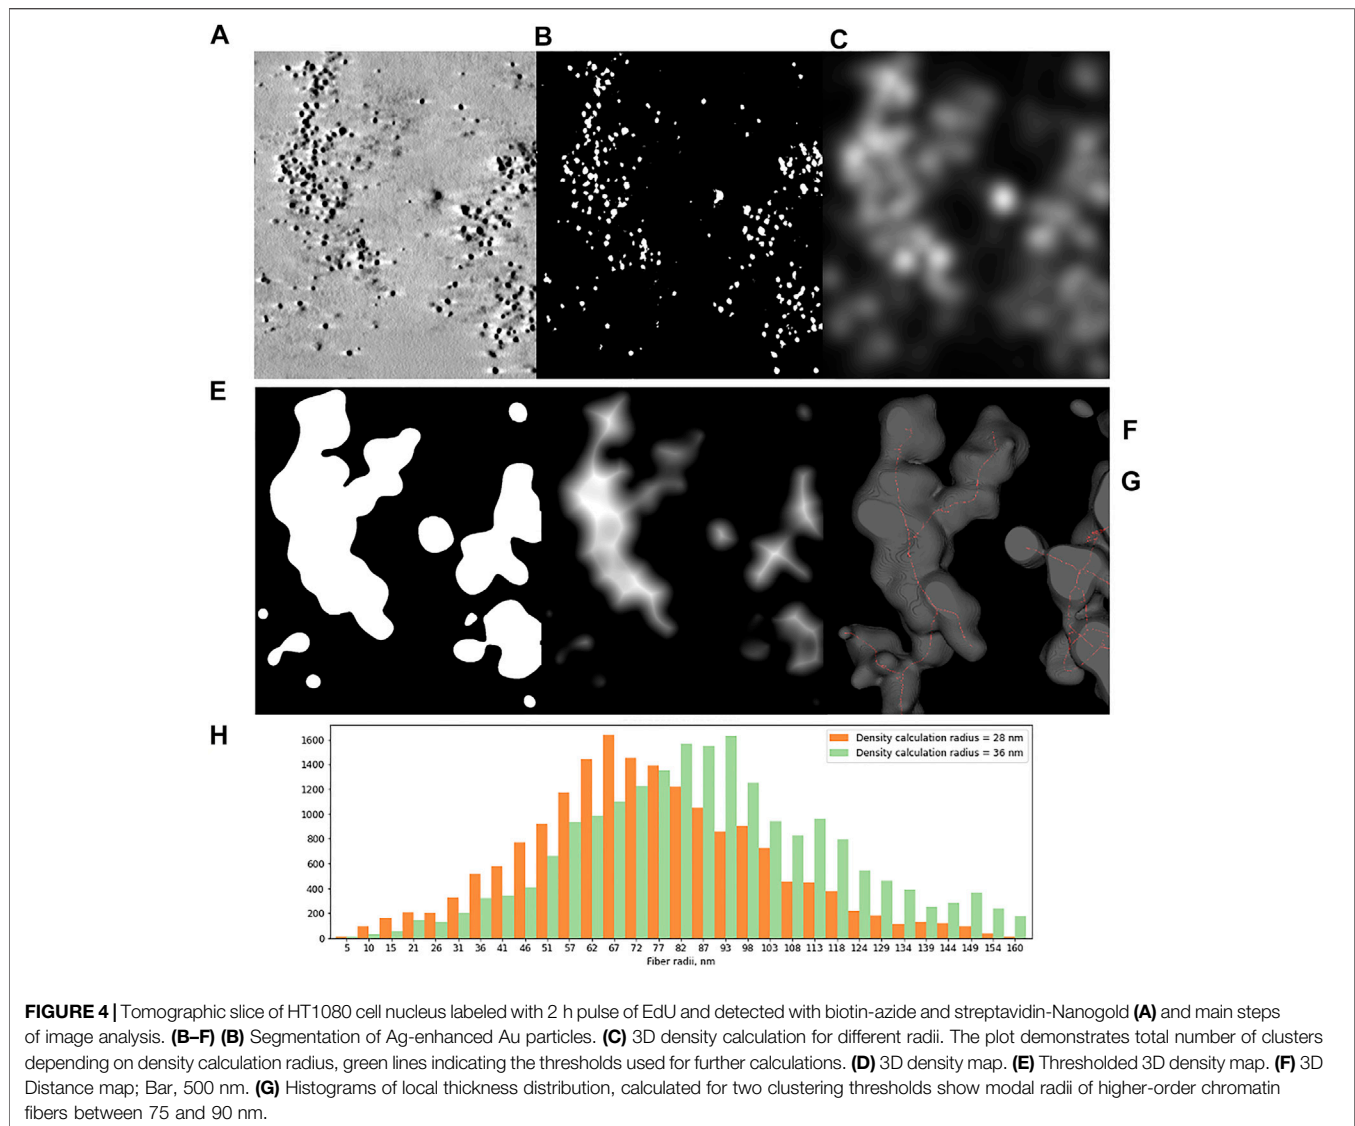 A
B
C
E
F
G
H
1600
1400
1200
1000
800
600
400
200
0
Density calculation radius = 28 nm
Density calculation radius = 36 nm
5 10 15 21 26 31 36 41 46 51 57 62 67 72 77 82 87 93 98 103 108 113 118 124 129 134 139 144 149 154 160
Fiber radii, nm
FIGURE 4 | Tomographic slice of HT1080 cell nucleus labeled with 2 h pulse of EdU and detected with biotin-azide and streptavidin-Nanogold (A) and main steps
of image analysis. (B–F) (B) Segmentation of Ag-enhanced Au particles. (C) 3D density calculation for different radii. The plot demonstrates total number of clusters
depending on density calculation radius, green lines indicating the thresholds used for further calculations. (D) 3D density map. (E) Thresholded 3D density map. (F) 3D
Distance map; Bar, 500 nm. (G) Histograms of local thickness distribution, calculated for two clustering thresholds show modal radii of higher-order chromatin
fibers between 75 and 90 nm.